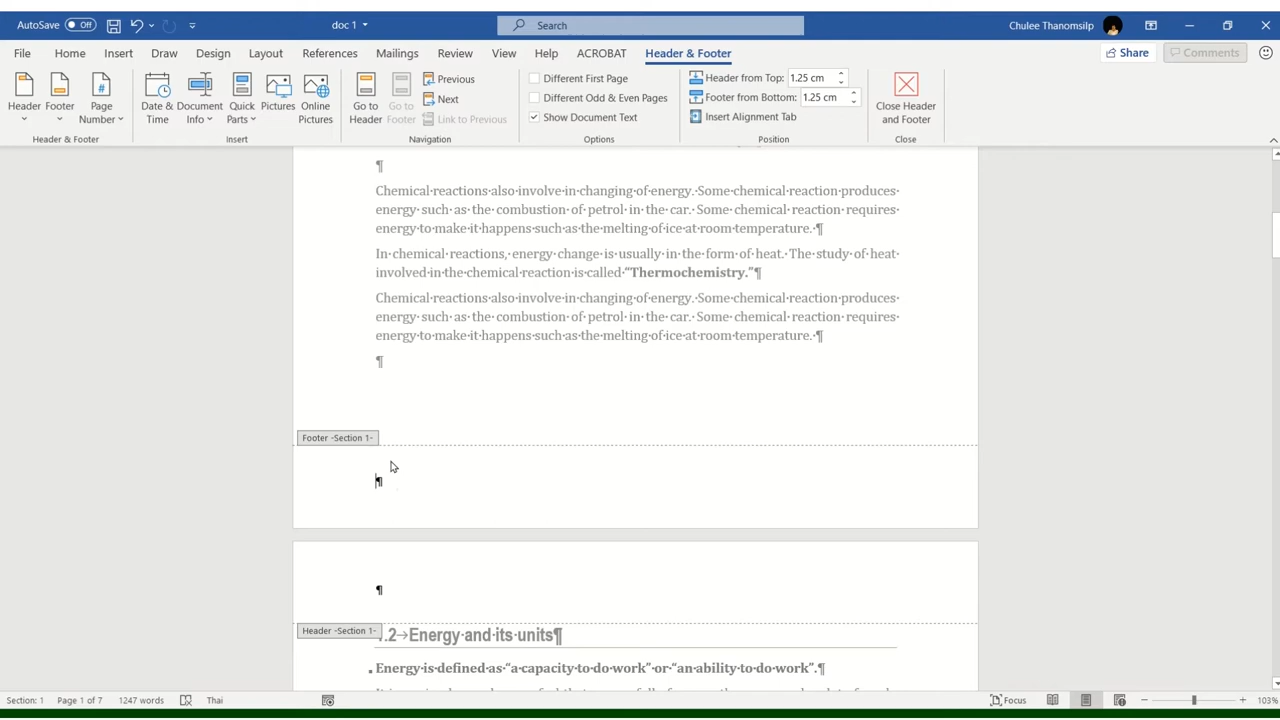 AutoSave Off
doc 1
Search
Chulee Thanomsilp
File Home Insert Draw Design Layout References Mailings Review View Help ACROBAT Header & Footer
Share
Comments
Header
Footer
Page Number
Header & Footer
Date & Time
Document Info
Quick Parts
Pictures
Online Pictures
Insert
Go to Header
Go to Footer
Previous
Next
Link to Previous
Navigation
Different First Page
Different Odd & Even Pages
Show Document Text
Options
Header from Top: 1.25 cm
Footer from Bottom: 1.25 cm
Insert Alignment Tab
Position
Close Header and Footer
Close
¶
Chemical·reactions·also·involve·in·changing·of·energy.·Some·chemical·reaction·produces·
energy·such·as·the·combustion·of·petrol·in·the·car.·Some·chemical·reaction·requires·
energy·to·make·it·happens·such·as·the·melting·of·ice·at·room·temperature.·¶
In·chemical·reactions,·energy·change·is·usually·in·the·form·of·heat.·The·study·of·heat·
involved·in·the·chemical·reaction·is·called·“Thermochemistry.”¶
Chemical·reactions·also·involve·in·changing·of·energy.·Some·chemical·reaction·produces·
energy·such·as·the·combustion·of·petrol·in·the·car.·Some·chemical·reaction·requires·
energy·to·make·it·happens·such·as·the·melting·of·ice·at·room·temperature.·¶
¶
Footer -Section 1-
¶
¶
Header -Section 1-
.2→Energy·and·its·units¶
Energy·is·defined·as·“a·capacity·to·do·work”·or·“an·ability·to·do·work”.¶
Section: 1 Page 1 of 7 1247 words Thai
Focus
103%